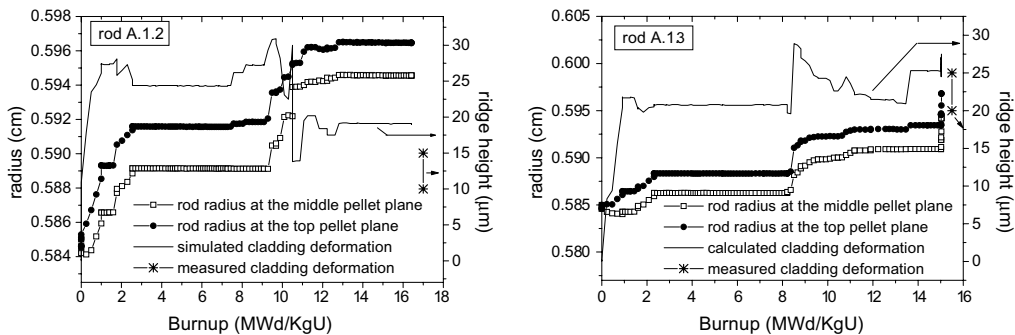 rod A.1.2
radius (cm)
0.598
0.596
0.594
0.592
0.590
0.588
0.586
0.584
ridge height (µm)
30
25
20
15
10
5
0
rod radius at the middle pellet plane
rod radius at the top pellet plane
simulated cladding deformation
measured cladding deformation
0 2 4 6 8 10 12 14 16 18
Burnup (MWd/KgU)
rod A.13
radius (cm)
0.605
0.600
0.595
0.590
0.585
0.580
ridge height (µm)
30
25
20
15
10
5
0
rod radius at the middle pellet plane
rod radius at the top pellet plane
calculated cladding deformation
measured cladding deformation
0 2 4 6 8 10 12 14 16
Burnup (MWd/KgU)